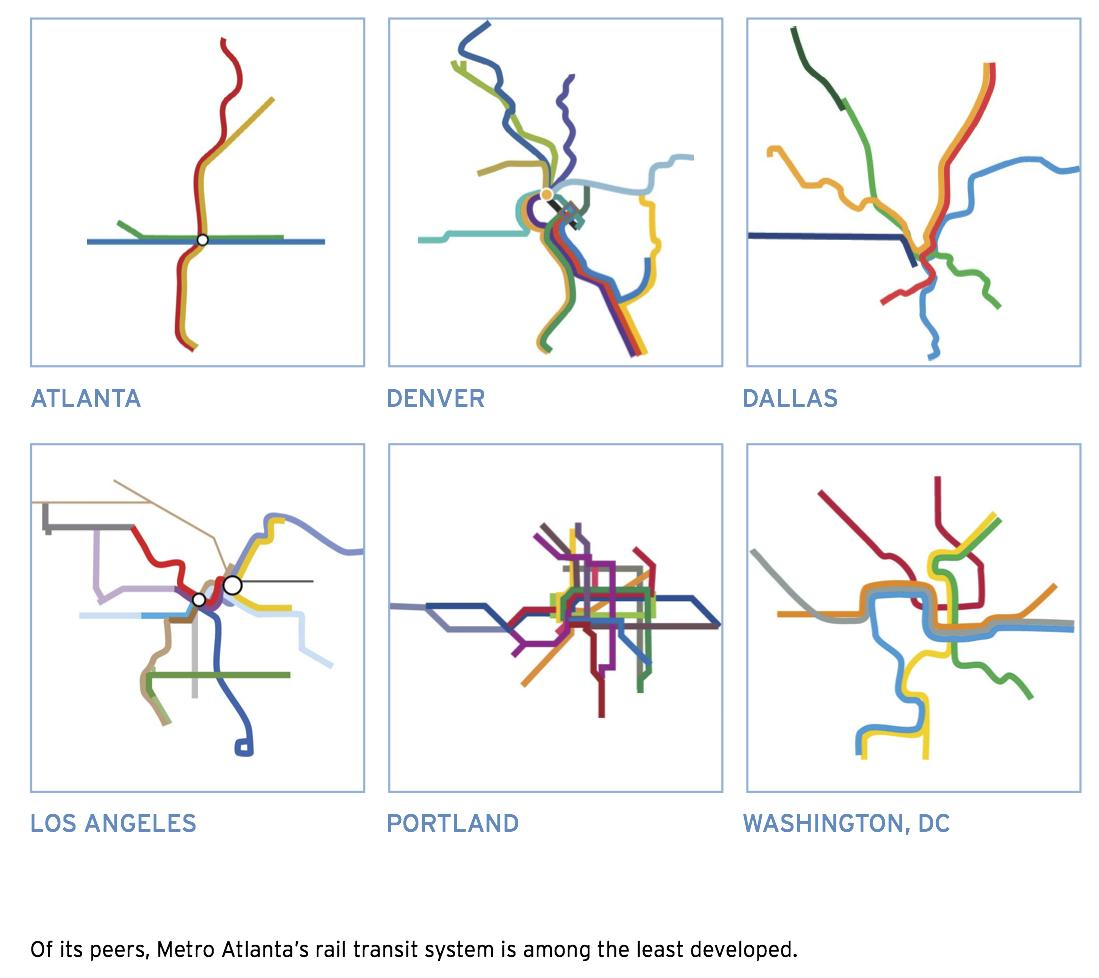 ATLANTA
DENVER
DALLAS
LOS ANGELES
PORTLAND
WASHINGTON, DC
Of its peers, Metro Atlanta's rail transit system is among the least developed.